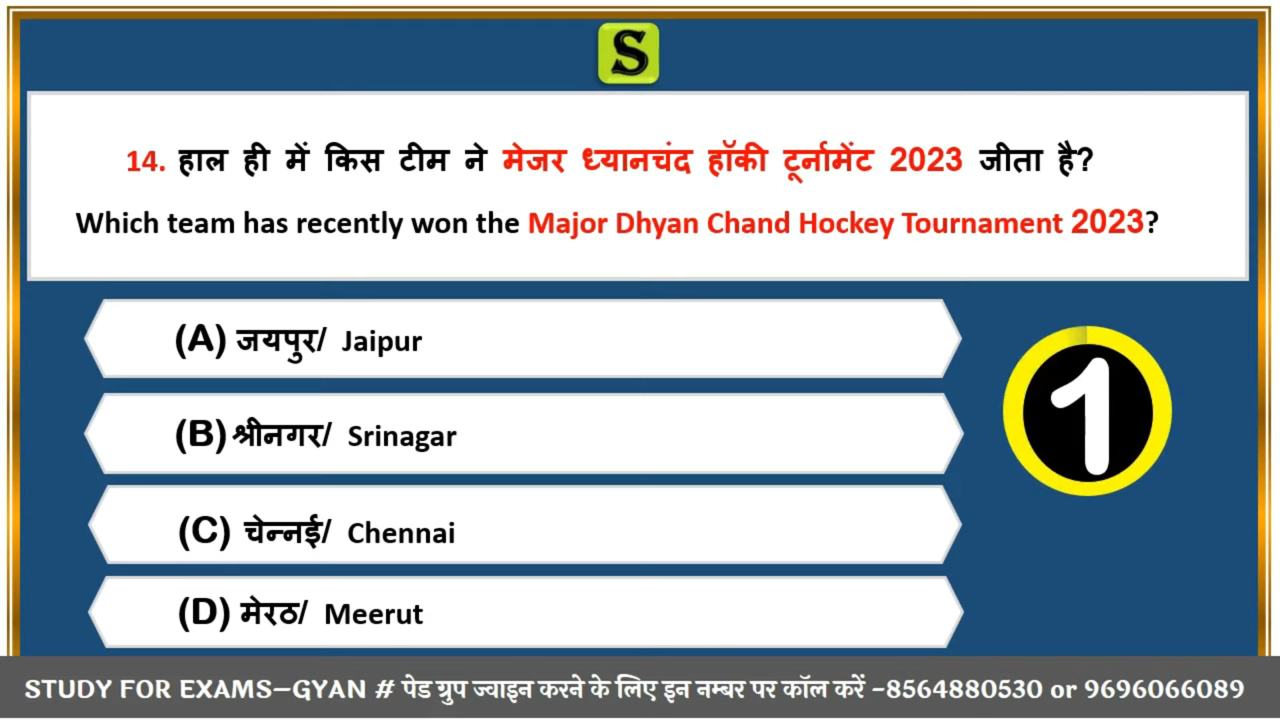 S
14. हाल ही में किस टीम ने मेजर ध्यानचंद हॉकी टूर्नामेंट 2023 जीता है?
Which team has recently won the Major Dhyan Chand Hockey Tournament 2023?
(A) जयपुर/ Jaipur
(B) श्रीनगर/ Srinagar
1
(C) चेन्नई/ Chennai
(D) मेरठ/ Meerut
STUDY FOR EXAMS–GYAN # पेड ग्रुप ज्वाइन करने के लिए इन नम्बर पर कॉल करें –8564880530 or 9696066089